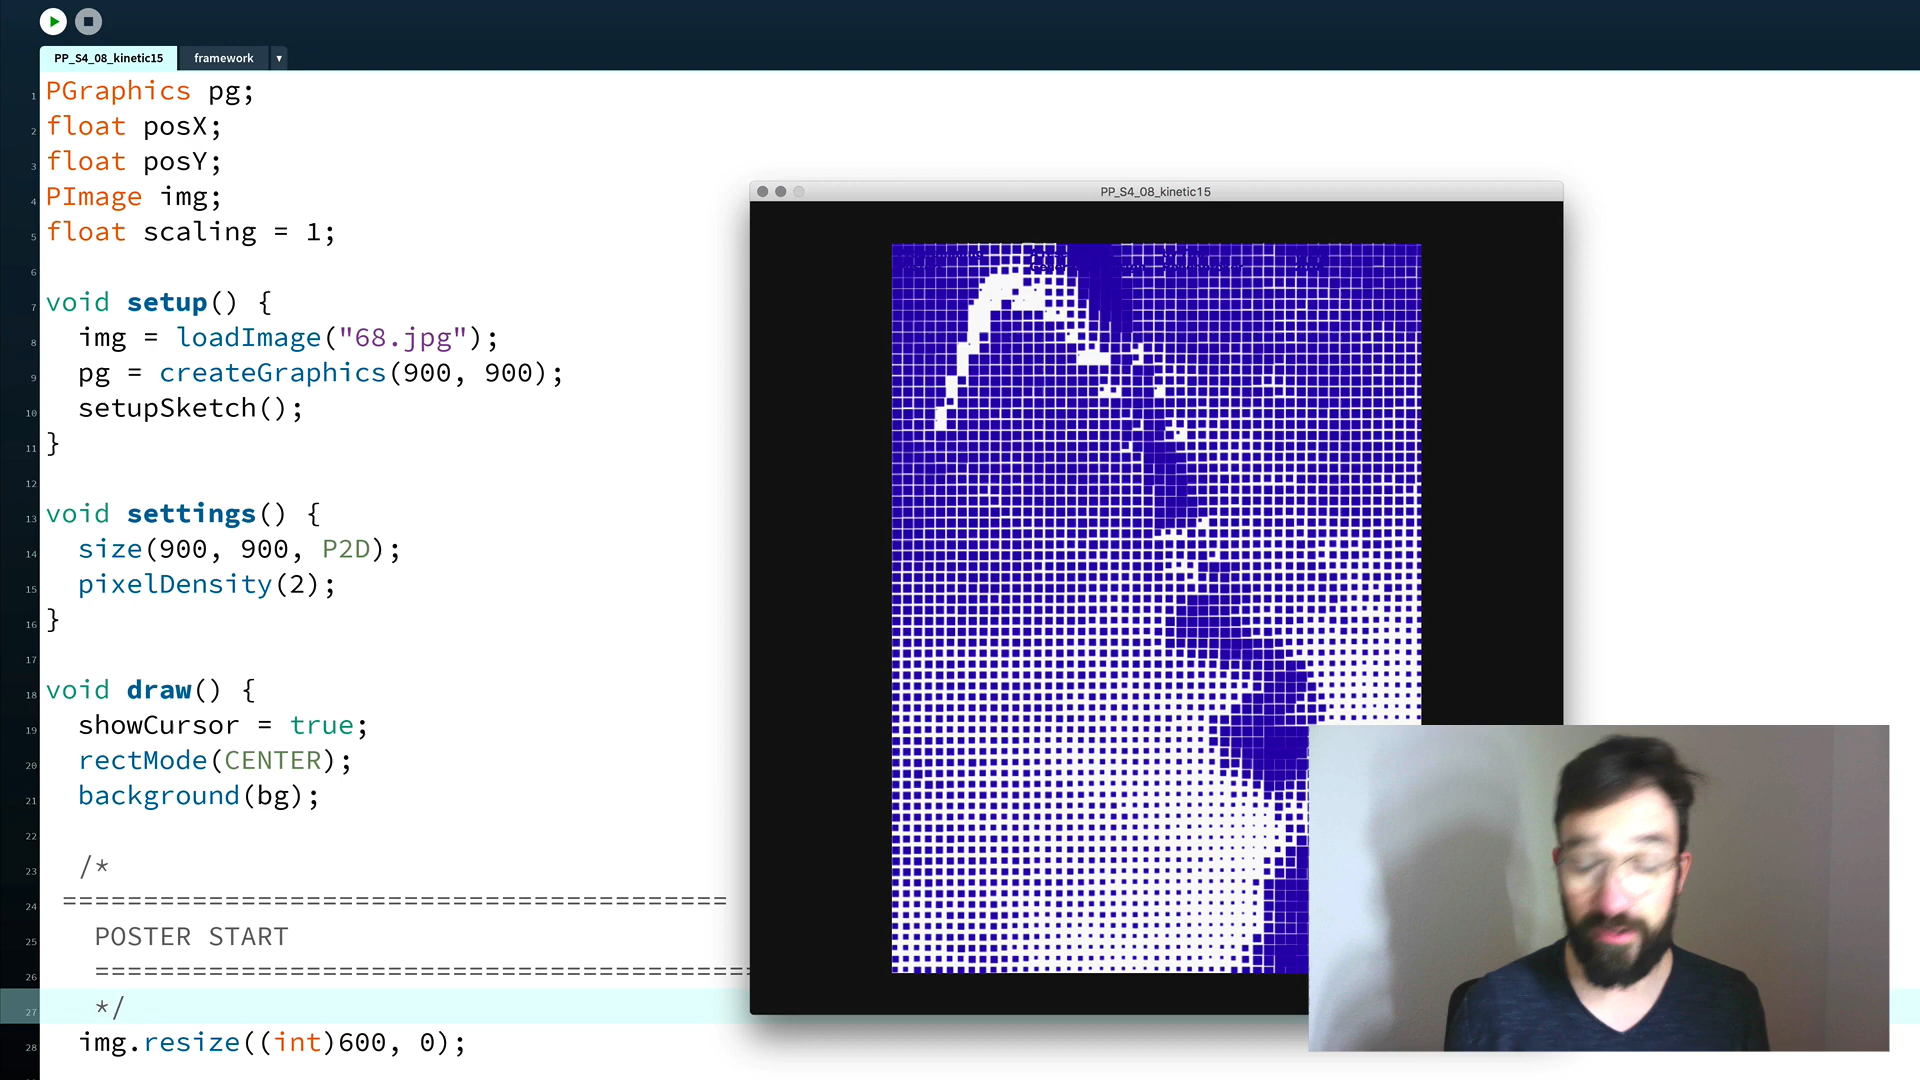 PP_S4_08_kinetic15
framework
1 PGraphics pg;
2 float posX;
3 float posY;
4 PImage img;
5 float scaling = 1;
6
7 void setup() {
8 img = loadImage("68.jpg");
9 pg = createGraphics(900, 900);
10 setupSketch();
11 }
12
13 void settings() {
14 size(900, 900, P2D);
15 pixelDensity(2);
16 }
17
18 void draw() {
19 showCursor = true;
20 rectMode(CENTER);
21 background(bg);
22
23 /*
24 =========================================
25 POSTER START
26 =========================================
27 */
28 img.resize((int)600, 0);
PP_S4_08_kinetic15